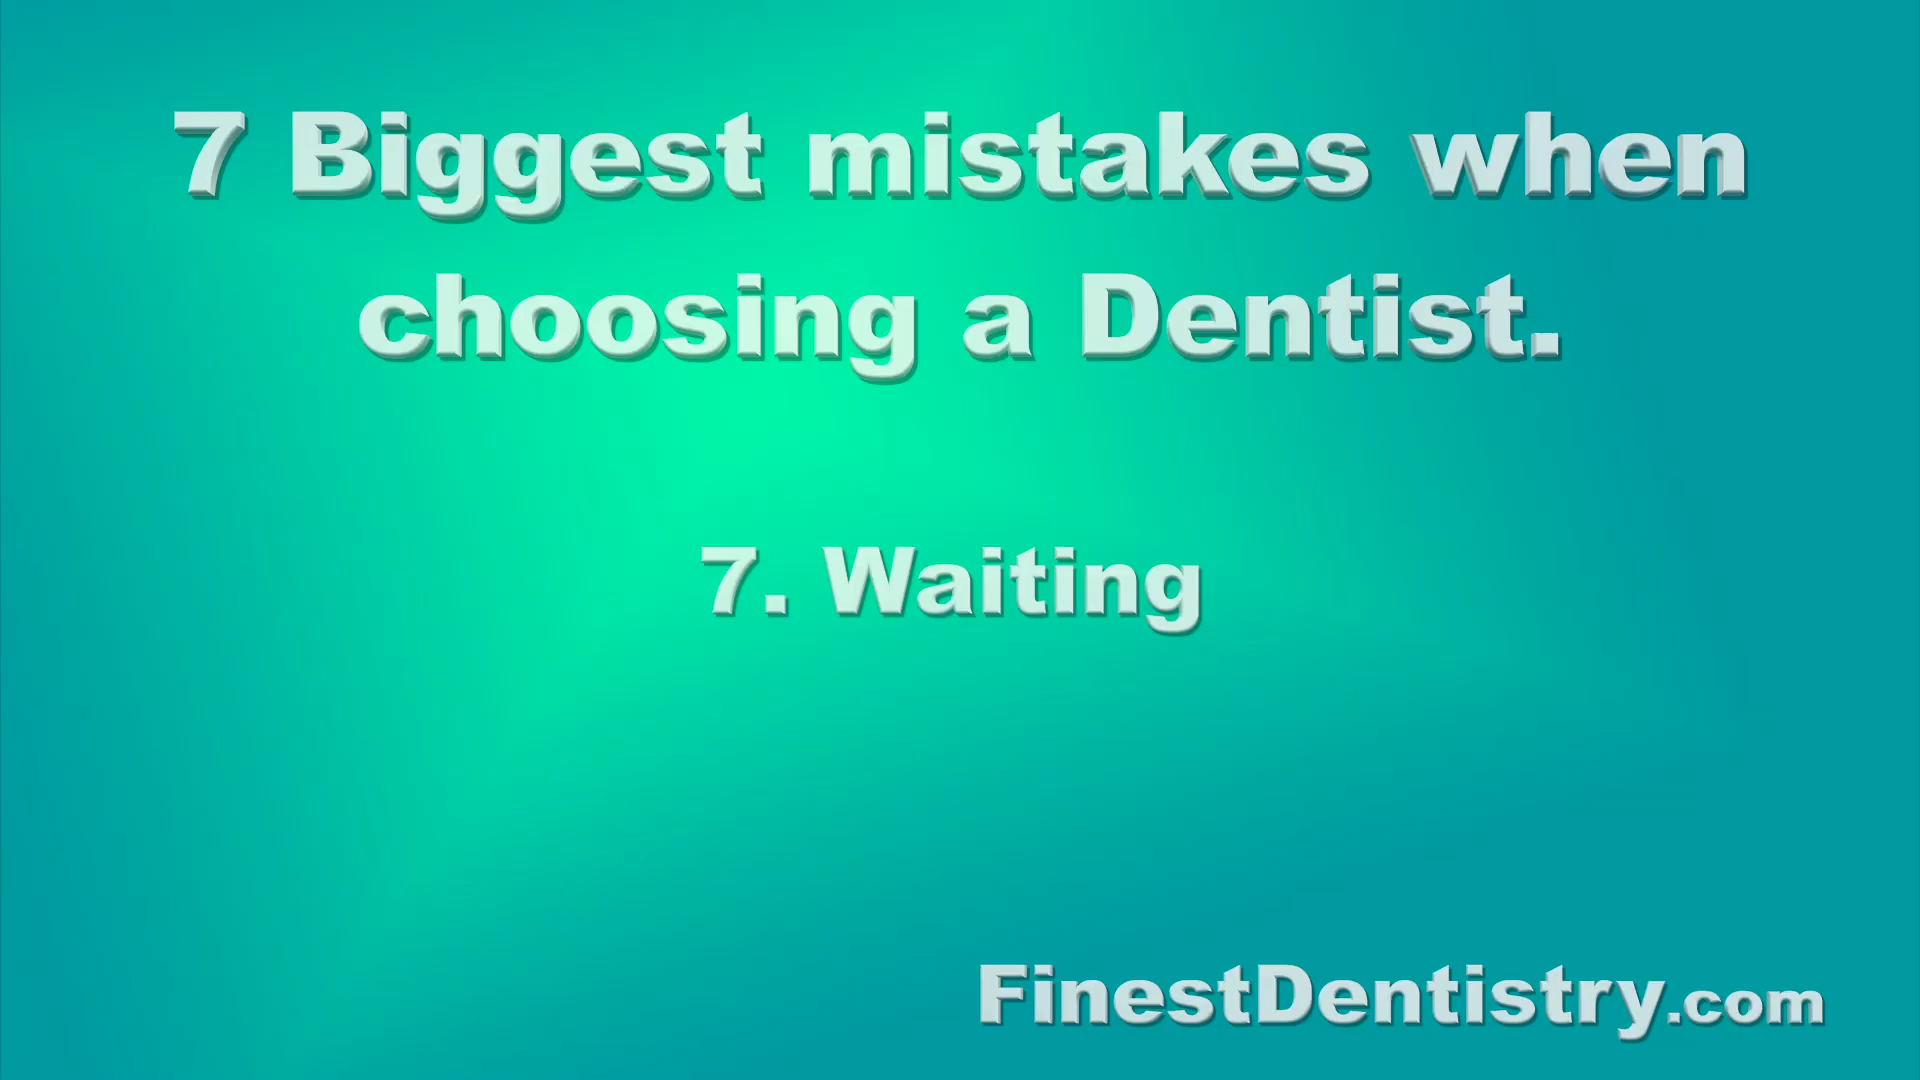 7 Biggest mistakes when
choosing a Dentist.
7. Waiting
FinestDentistry.com